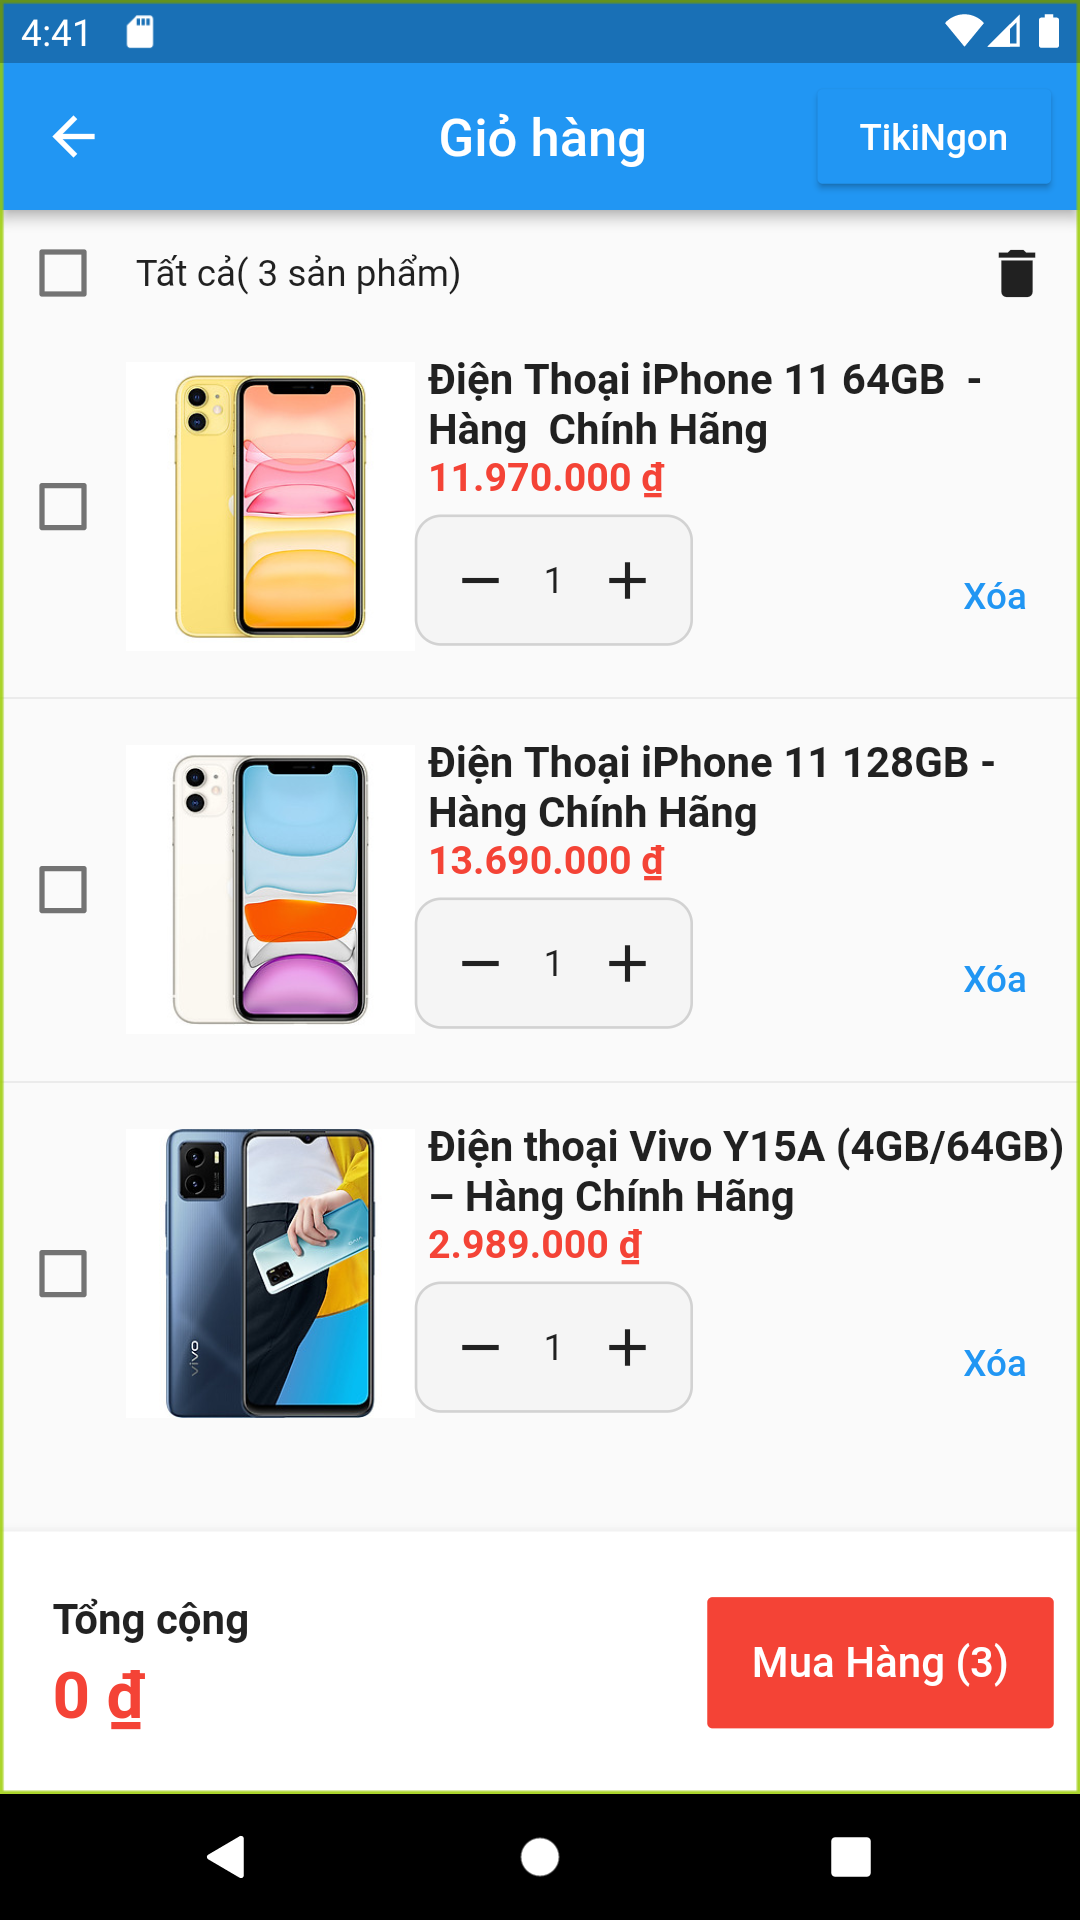 4:41
Giỏ hàng
TikiNgon
Tất cả( 3 sản phẩm)
Điện Thoại iPhone 11 64GB  -
Hàng  Chính Hãng
11.970.000 ₫
1
Xóa
Điện Thoại iPhone 11 128GB -
Hàng Chính Hãng
13.690.000 ₫
1
Xóa
vivo
Điện thoại Vivo Y15A (4GB/64GB)
– Hàng Chính Hãng
2.989.000 ₫
1
Xóa
Tổng cộng
0 ₫
Mua Hàng (3)